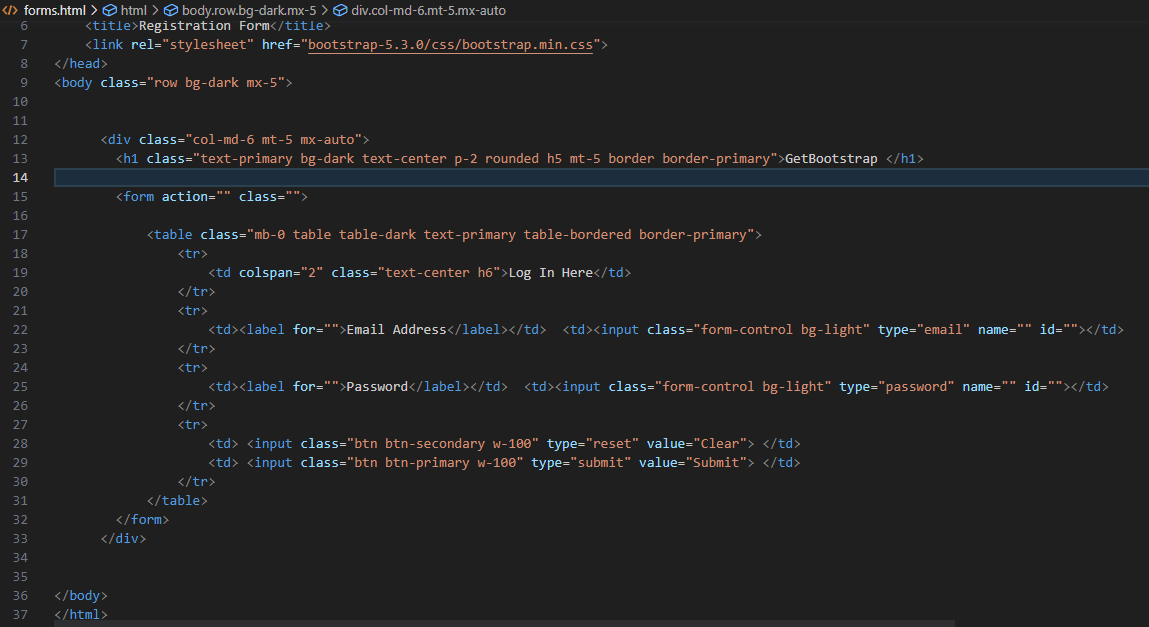 forms.html > html > body.row.bg-dark.mx-5 > div.col-md-6.mt-5.mx-auto
6 <title>Registration Form</title>
7 <link rel="stylesheet" href="bootstrap-5.3.0/css/bootstrap.min.css">
8 </head>
9 <body class="row bg-dark mx-5">
10
11
12 <div class="col-md-6 mt-5 mx-auto">
13 <h1 class="text-primary bg-dark text-center p-2 rounded h5 mt-5 border border-primary">GetBootstrap </h1>
14
15 <form action="" class="">
16
17 <table class="mb-0 table table-dark text-primary table-bordered border-primary">
18 <tr>
19 <td colspan="2" class="text-center h6">Log In Here</td>
20 </tr>
21 <tr>
22 <td><label for="">Email Address</label></td>  <td><input class="form-control bg-light" type="email" name="" id=""></td>
23 </tr>
24 <tr>
25 <td><label for="">Password</label></td>  <td><input class="form-control bg-light" type="password" name="" id=""></td>
26 </tr>
27 <tr>
28 <td> <input class="btn btn-secondary w-100" type="reset" value="Clear"> </td>
29 <td> <input class="btn btn-primary w-100" type="submit" value="Submit"> </td>
30 </tr>
31 </table>
32 </form>
33 </div>
34
35
36 </body>
37 </html>